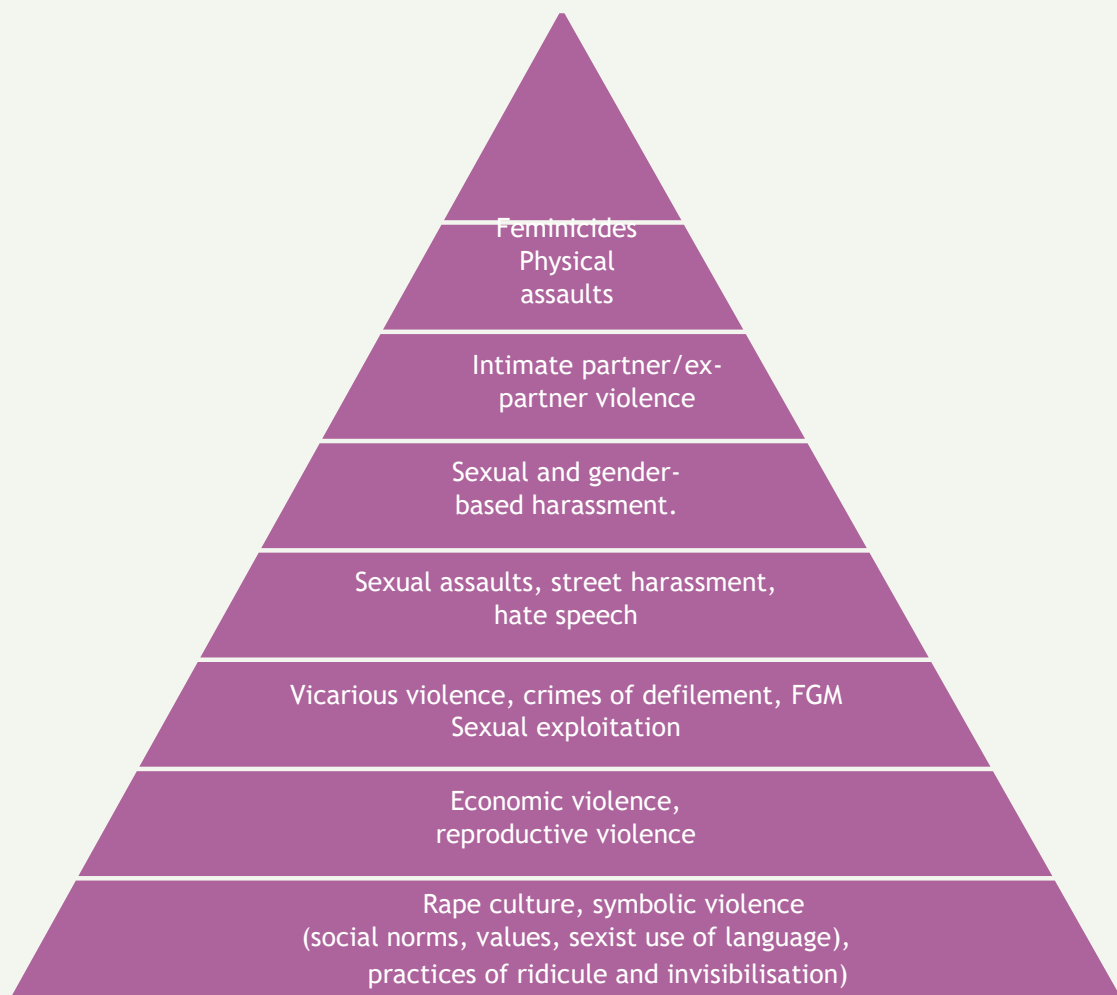 Feminicides
Physical
assaults
Intimate partner/ex-
partner violence
Sexual and gender-
based harassment.
Sexual assaults, street harassment,
hate speech
Vicarious violence, crimes of defilement, FGM
Sexual exploitation
Economic violence,
reproductive violence
Rape culture, symbolic violence
(social norms, values, sexist use of language),
practices of ridicule and invisibilisation)